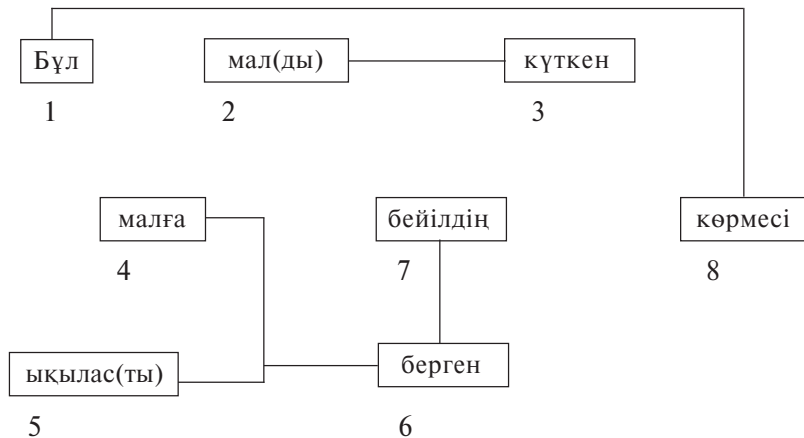 Бұл мал(ды) күткен
1 2 3
малға бейілдің көрмесі
4 7 8
ықылас(ты) берген
5 6